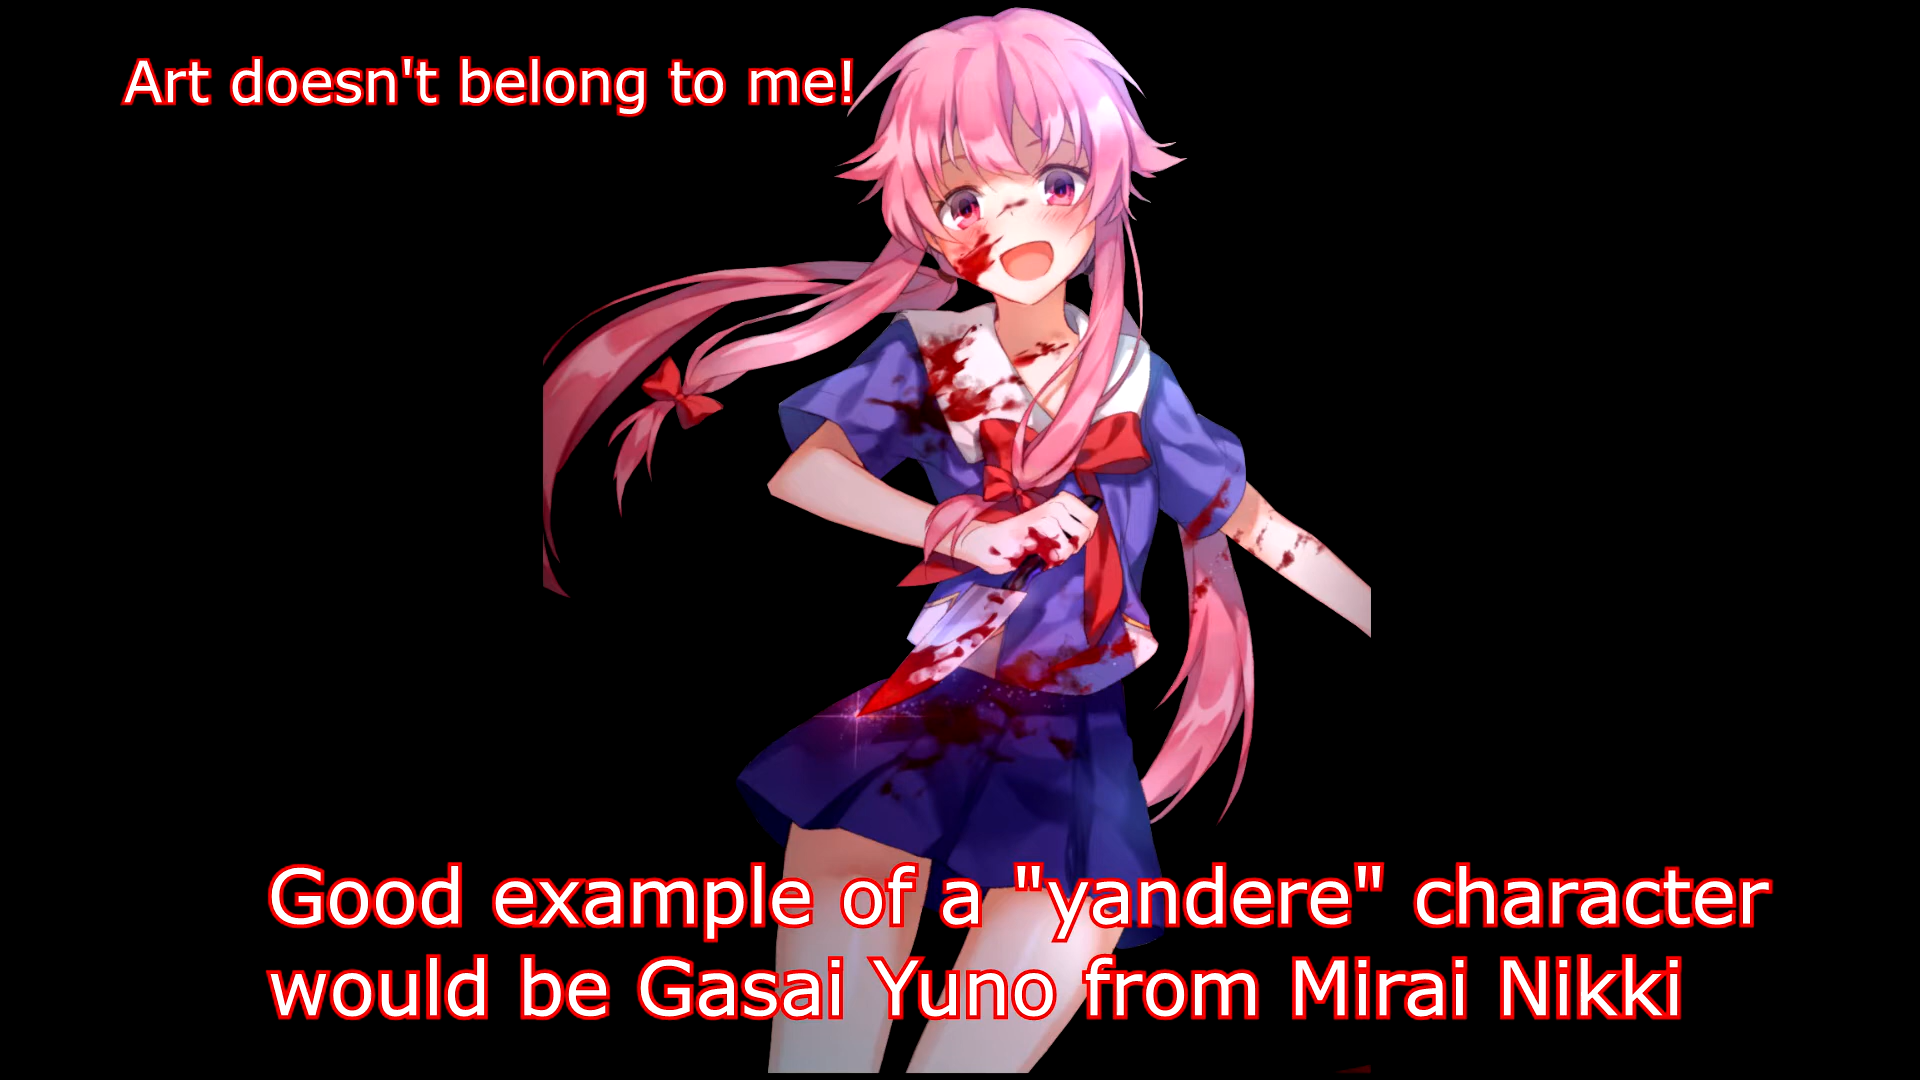 Art doesn't belong to me!
Good example of a "yandere" character
would be Gasai Yuno from Mirai Nikki